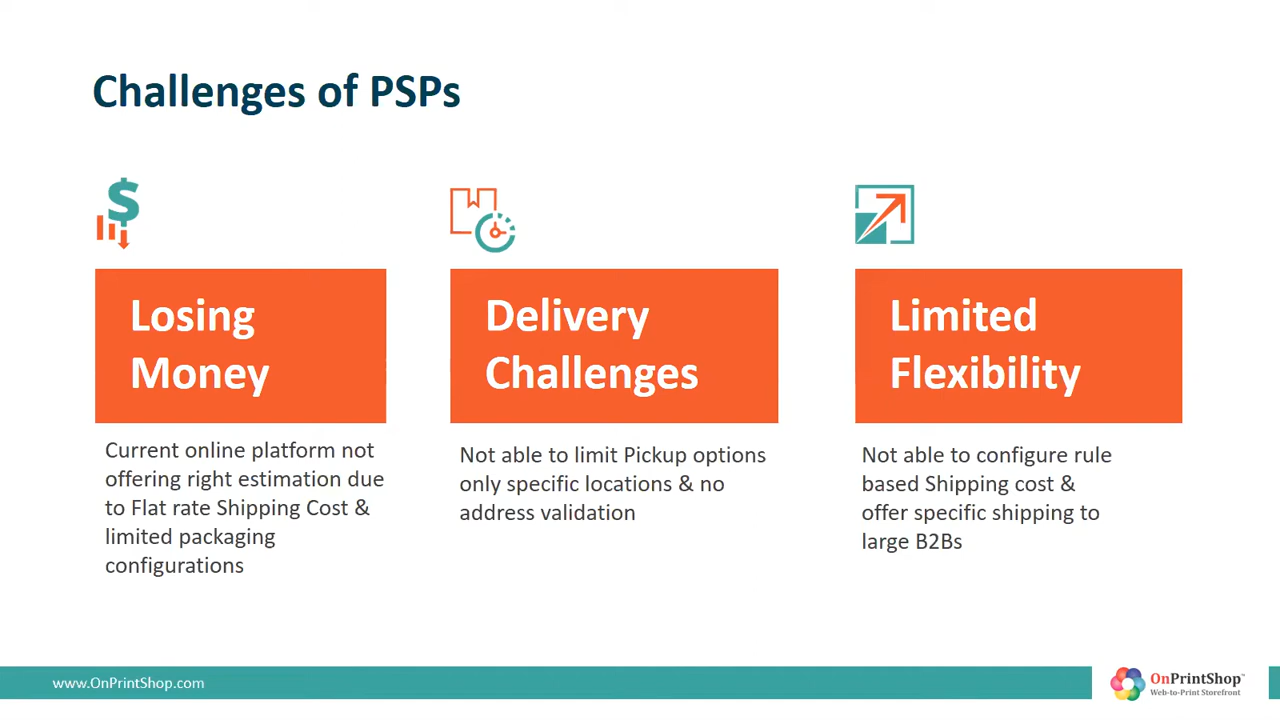 Challenges of PSPs
Losing
Money
Current online platform not
offering right estimation due
to Flat rate Shipping Cost &
limited packaging
configurations
Delivery
Challenges
Not able to limit Pickup options
only specific locations & no
address validation
Limited
Flexibility
Not able to configure rule
based Shipping cost &
offer specific shipping to
large B2Bs
www.OnPrintShop.com
OnPrintShop™
Web-to-Print Storefront